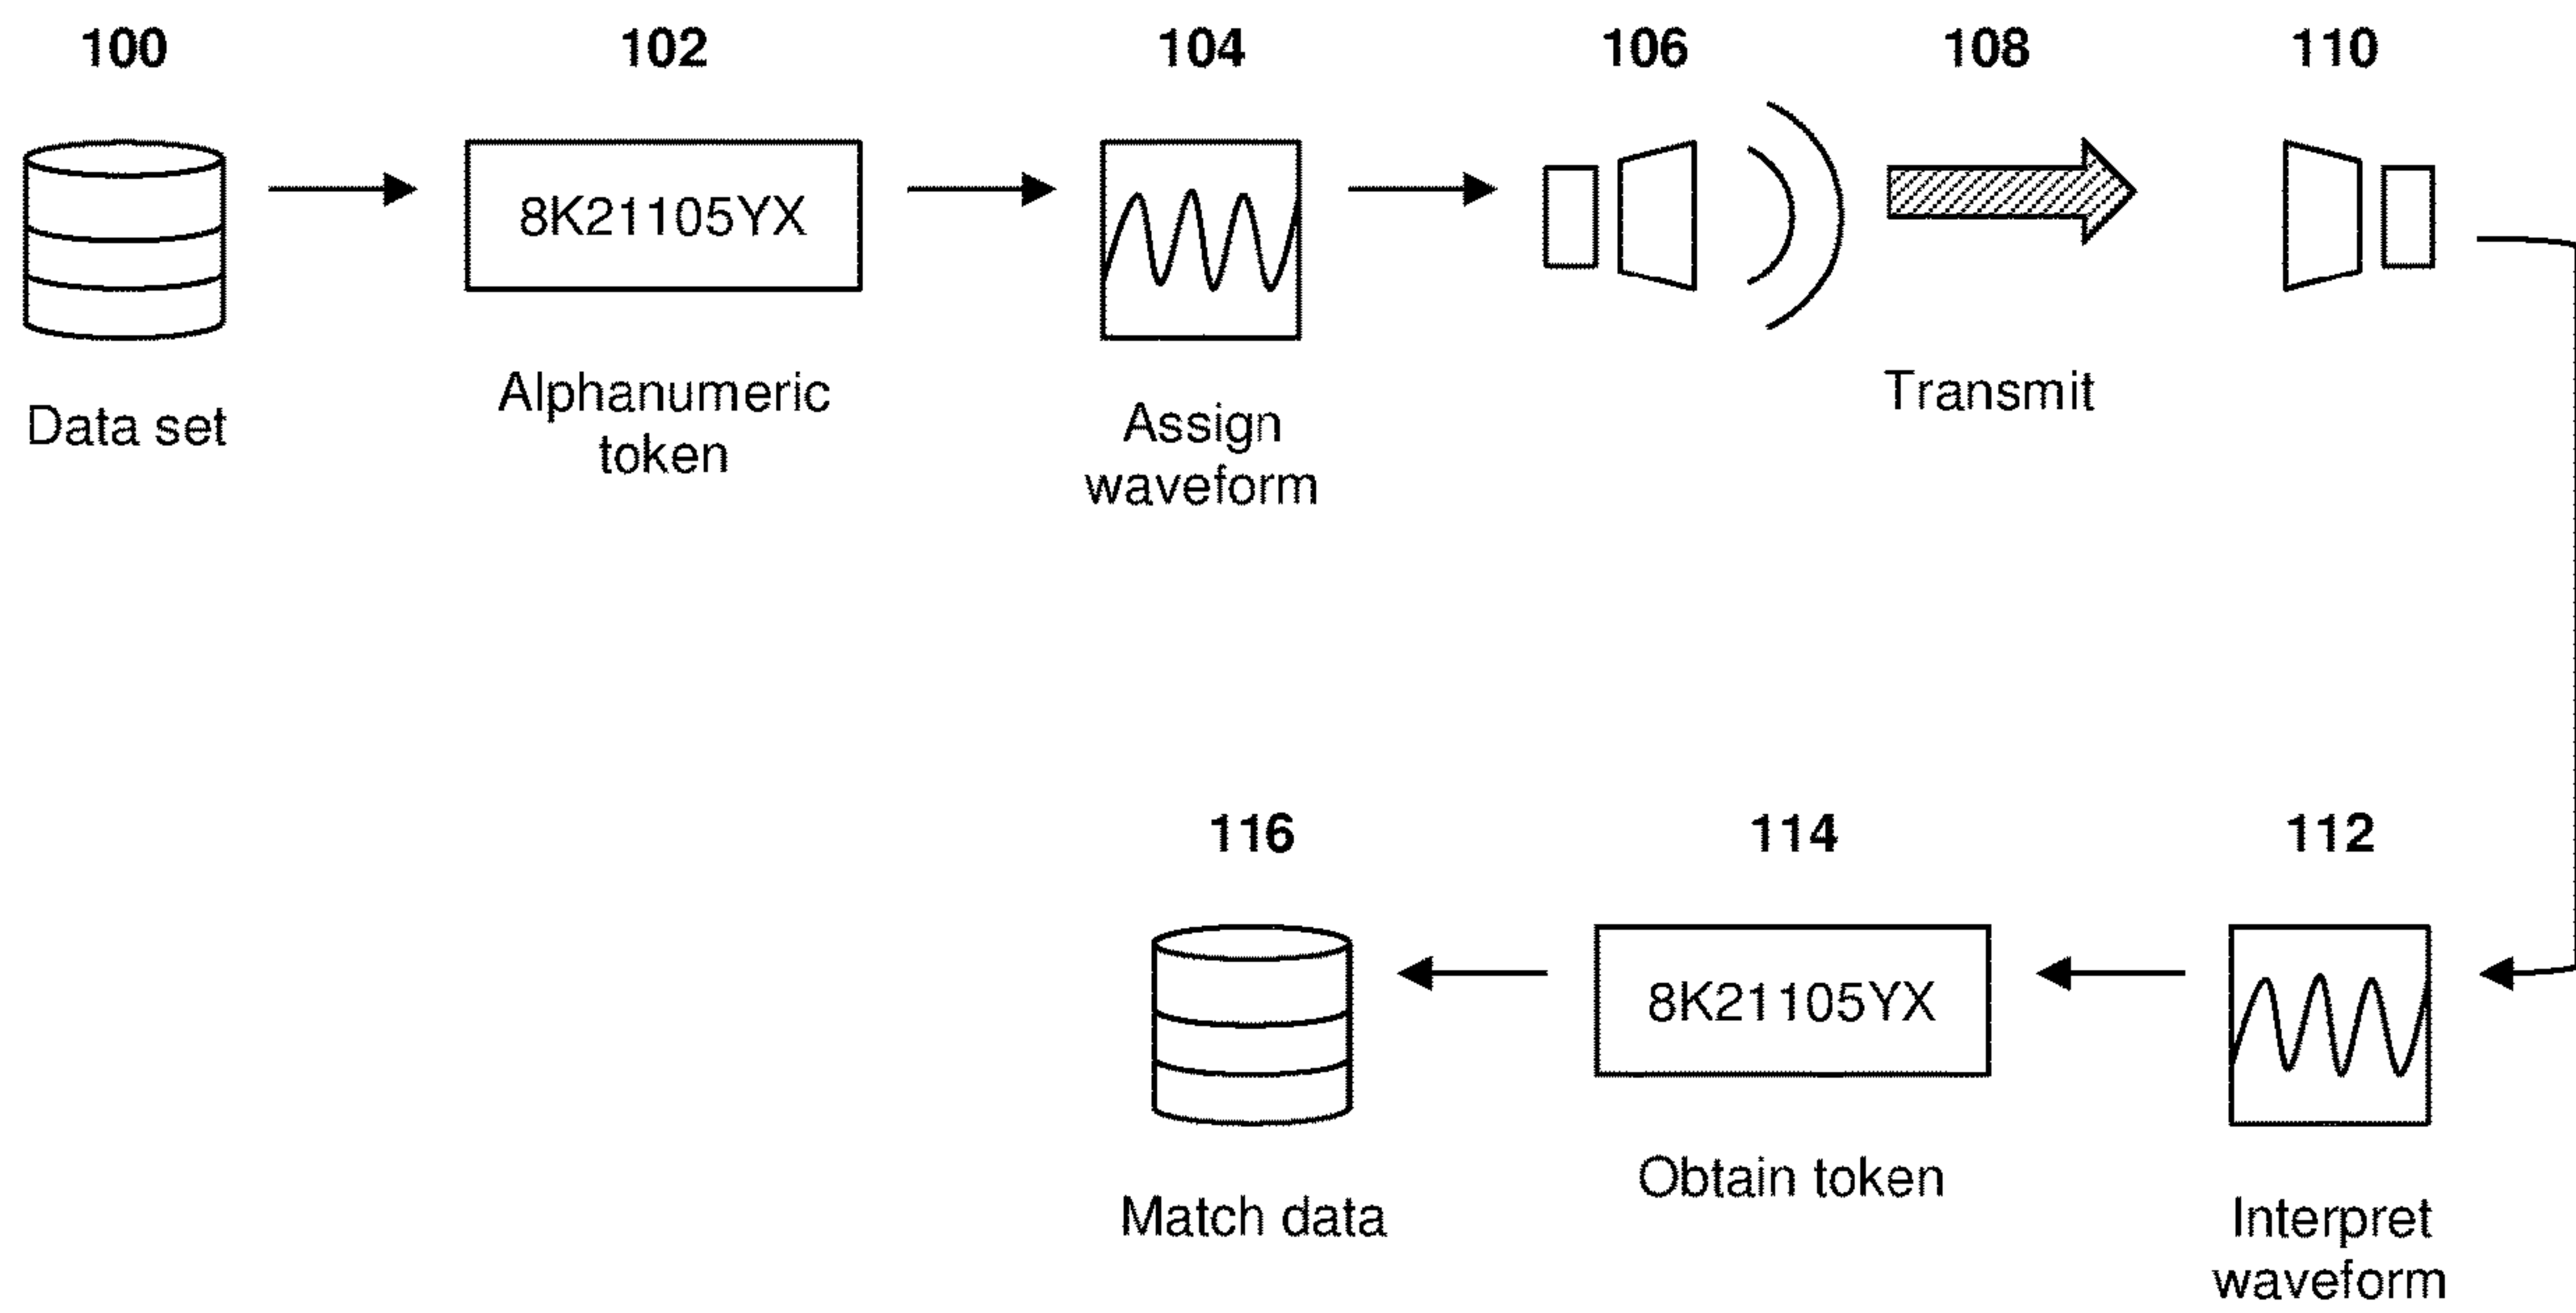 100 102 104 106 108 110
8K21105YX
Data set
Alphanumeric
token
Assign
waveform
Transmit
116 114 112
8K21105YX
Match data
Obtain token
Interpret
waveform